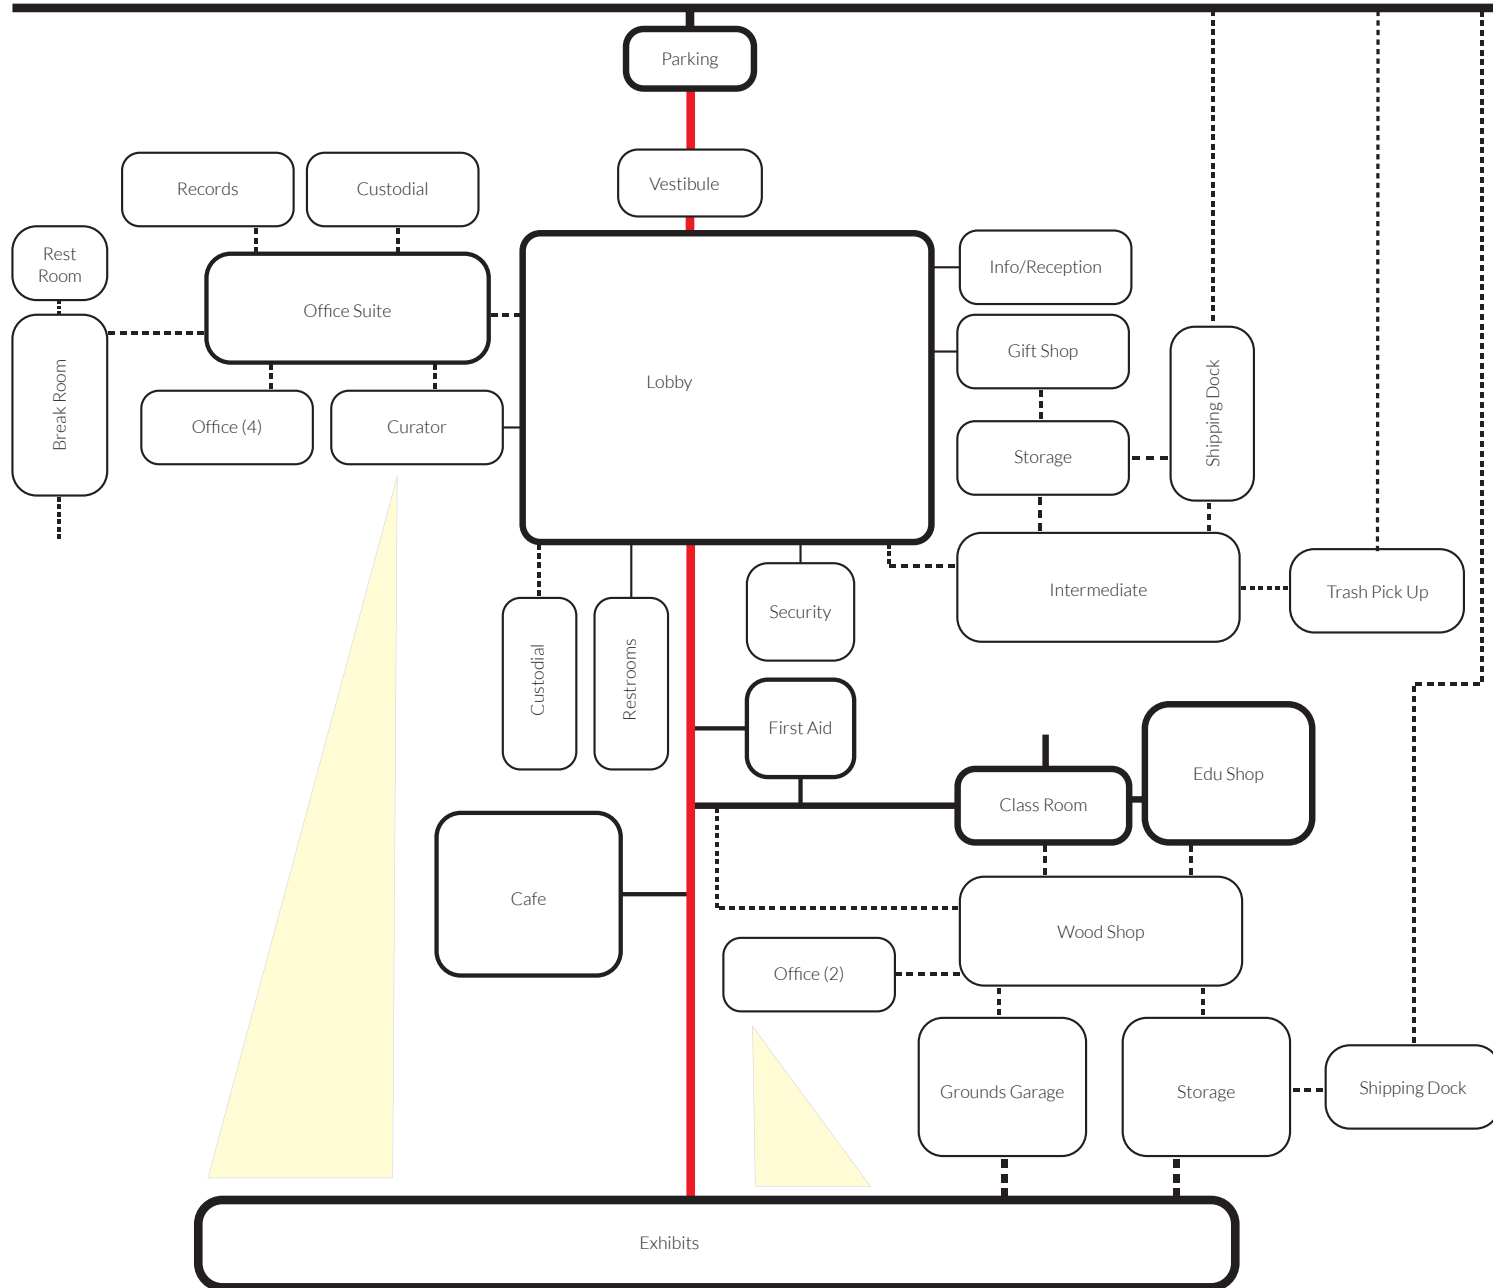 Parking
Vestibule
Records
Custodial
Rest
Room
Office Suite
Break Room
Office (4)
Curator
Lobby
Info/Reception
Gift Shop
Storage
Shipping Dock
Intermediate
Trash Pick Up
Custodial
Restrooms
Security
First Aid
Class Room
Edu Shop
Cafe
Wood Shop
Office (2)
Grounds Garage
Storage
Shipping Dock
Exhibits